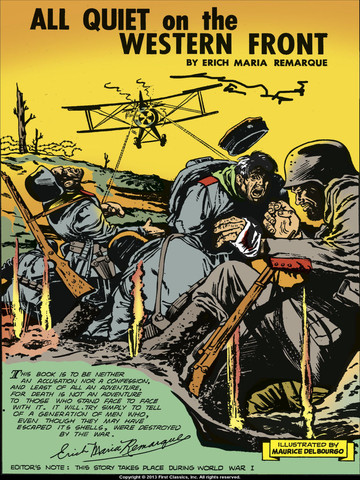 ALL QUIET on the
WESTERN FRONT
BY ERICH MARIA REMARQUE
THIS BOOK IS TO BE NEITHER
AN ACCUSATION NOR A CONFESSION,
AND LEAST OF ALL AN ADVENTURE,
FOR DEATH IS NOT AN ADVENTURE
TO THOSE WHO STAND FACE TO FACE
WITH IT. IT WILL TRY SIMPLY TO TELL
OF A GENERATION OF MEN WHO,
EVEN THOUGH THEY MAY HAVE
ESCAPED ITS SHELLS, WERE DESTROYED
BY THE WAR.
Erich Maria Remarque
ILLUSTRATED BY
MAURICE DEL BOURGO
EDITOR'S NOTE: THIS STORY TAKES PLACE DURING WORLD WAR I
Copyright © 2013 First Classics, Inc. All rights reserved.